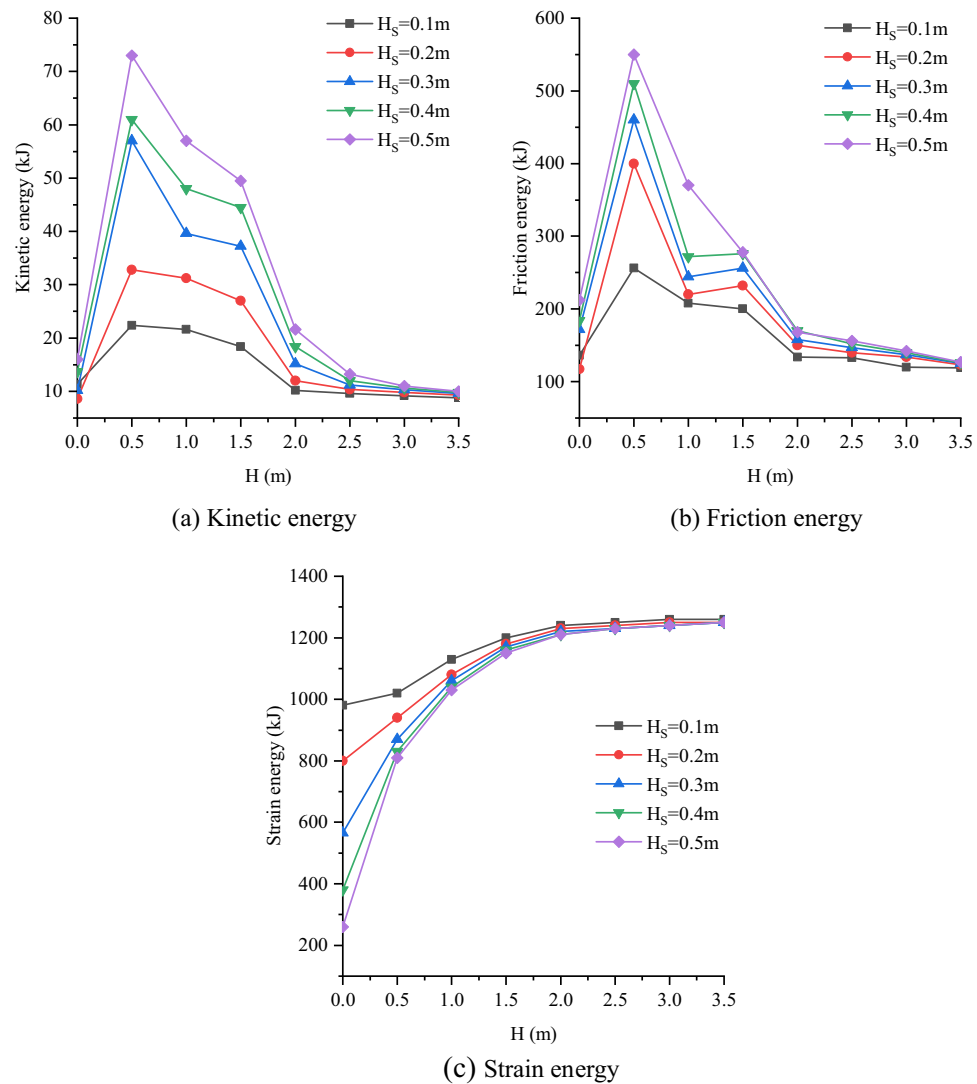 80
70
60
50
40
30
20
10
Kinetic energy (kJ)
H_S=0.1m
H_S=0.2m
H_S=0.3m
H_S=0.4m
H_S=0.5m
0.0 0.5 1.0 1.5 2.0 2.5 3.0 3.5
H (m)
(a) Kinetic energy
600
500
400
300
200
100
Friction energy (kJ)
H_S=0.1m
H_S=0.2m
H_S=0.3m
H_S=0.4m
H_S=0.5m
0.0 0.5 1.0 1.5 2.0 2.5 3.0 3.5
H (m)
(b) Friction energy
1400
1200
1000
800
600
400
200
Strain energy (kJ)
H_S=0.1m
H_S=0.2m
H_S=0.3m
H_S=0.4m
H_S=0.5m
0.0 0.5 1.0 1.5 2.0 2.5 3.0 3.5
H (m)
(c) Strain energy